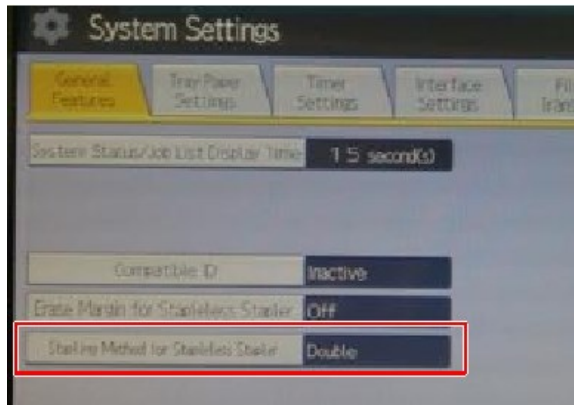 System Settings
General Features
Tray Paper Settings
Timer Settings
Interface Settings
System Status/Job List Display Time 15 second(s)
Compatible ID Inactive
Erase Margin for Stapleless Stapler Off
Stapling Method for Stapleless Stapler Double